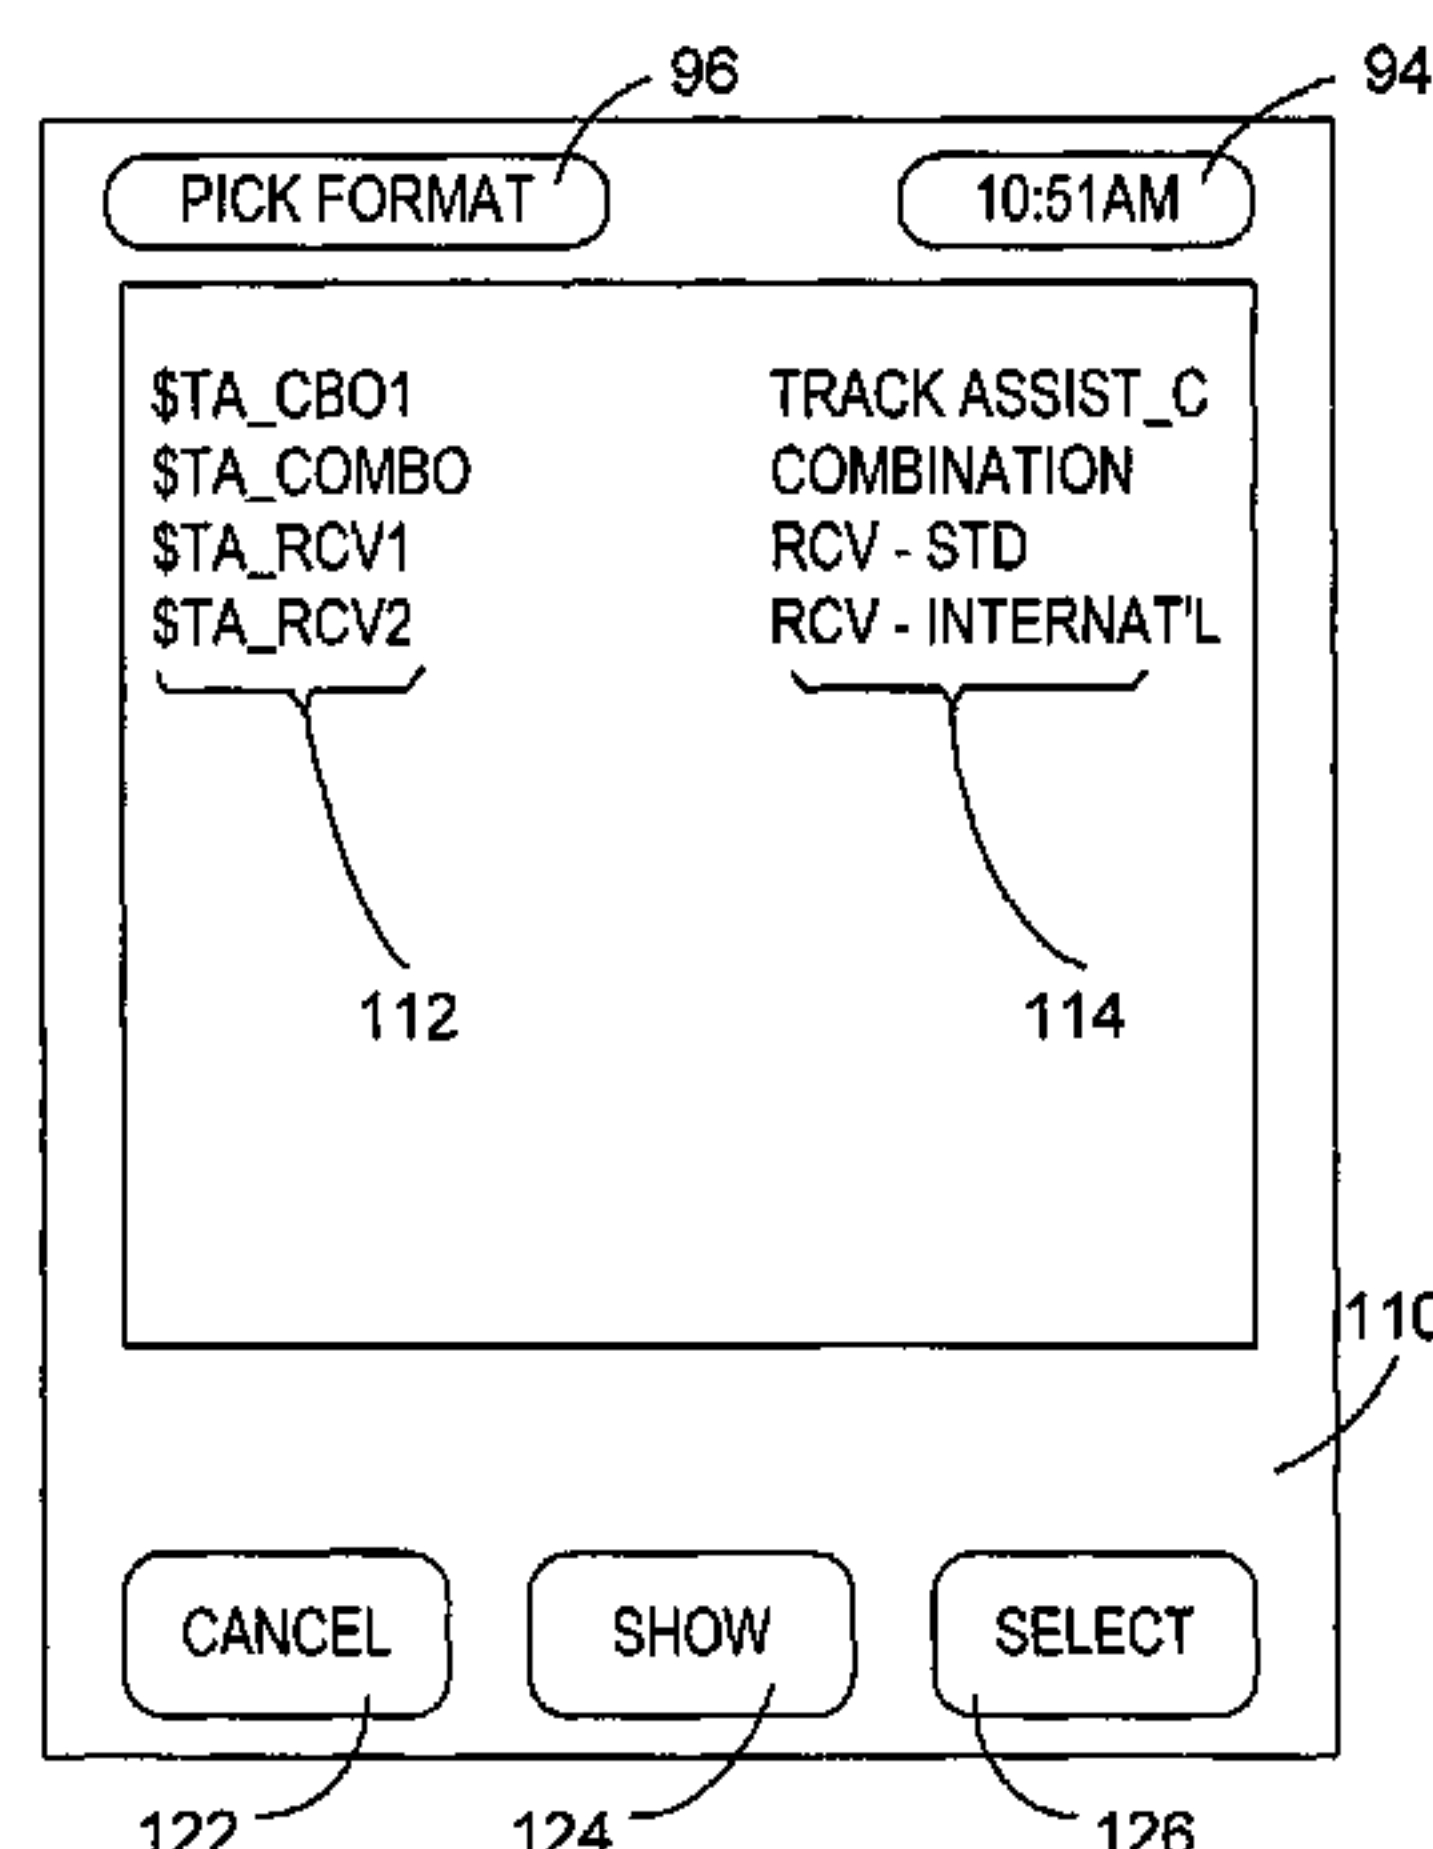 96 94
PICK FORMAT 10:51AM
$TA_CBO1 TRACK ASSIST_C
$TA_COMBO COMBINATION
$TA_RCV1 RCV - STD
$TA_RCV2 RCV - INTERNAT'L
112 114
110
CANCEL SHOW SELECT
122 124 126